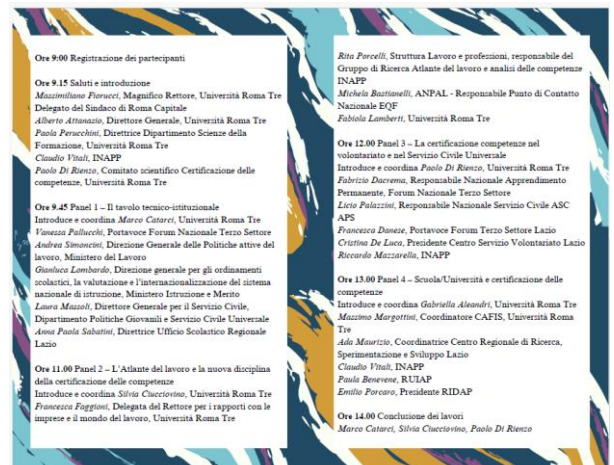 Ore 9:00 Registrazione dei partecipanti
Ore 9.15 Saluti e introduzione
Massimiliano Fiorucci, Magnifico Rettore, Università Roma Tre
Delegato del Sindaco di Roma Capitale
Alberto Attanasio, Direttore Generale, Università Roma Tre
Paola Perucchini, Direttrice Dipartimento Scienze della
Formazione, Università Roma Tre
Claudio Vitali, INAPP
Paolo Di Rienzo, Comitato scientifico Certificazione delle
competenze, Università Roma Tre
Ore 9.45 Panel 1 – Il tavolo tecnico-istituzionale
Introduce e coordina Marco Catarci, Università Roma Tre
Vanessa Pallucchi, Portavoce Forum Nazionale Terzo Settore
Andrea Simoncini, Direzione Generale delle Politiche attive del
lavoro, Ministero del Lavoro
Gianluca Lombardo, Direzione generale per gli ordinamenti
scolastici, la valutazione e l'internazionalizzazione del sistema
nazionale di istruzione, Ministero Istruzione e Merito
Laura Massoli, Direttore Generale per il Servizio Civile,
Dipartimento Politiche Giovanili e Servizio Civile Universale
Anna Paola Sabatini, Direttrice Ufficio Scolastico Regionale
Lazio
Ore 11.00 Panel 2 – L'Atlante del lavoro e la nuova disciplina
della certificazione delle competenze
Introduce e coordina Silvia Ciucciovino, Università Roma Tre
Francesca Faggioni, Delegata del Rettore per i rapporti con le
imprese e il mondo del lavoro, Università Roma Tre
Rita Porcelli, Struttura Lavoro e professioni, responsabile del
Gruppo di Ricerca Atlante del lavoro e analisi delle competenze
INAPP
Michela Bastianelli, ANPAL - Responsabile Punto di Contatto
Nazionale EQF
Fabiola Lamberti, Università Roma Tre
Ore 12.00 Panel 3 – La certificazione competenze nel
volontariato e nel Servizio Civile Universale
Introduce e coordina Paolo Di Rienzo, Università Roma Tre
Fabrizio Dacrema, Responsabile Nazionale Apprendimento
Permanente, Forum Nazionale Terzo Settore
Licio Palazzini, Responsabile Nazionale Servizio Civile ASC
APS
Francesca Danese, Portavoce Forum Terzo Settore Lazio
Cristina De Luca, Presidente Centro Servizio Volontariato Lazio
Riccardo Mazzarella, INAPP
Ore 13.00 Panel 4 – Scuola/Università e certificazione delle
competenze
Introduce e coordina Gabriella Aleandri, Università Roma Tre
Massimo Margottini, Coordinatore CAFIS, Università Roma
Tre
Ada Maurizio, Coordinatrice Centro Regionale di Ricerca,
Sperimentazione e Sviluppo Lazio
Claudio Vitali, INAPP
Paula Benevene, RUIAP
Emilio Porcaro, Presidente RIDAP
Ore 14.00 Conclusione dei lavori
Marco Catarci, Silvia Ciucciovino, Paolo Di Rienzo